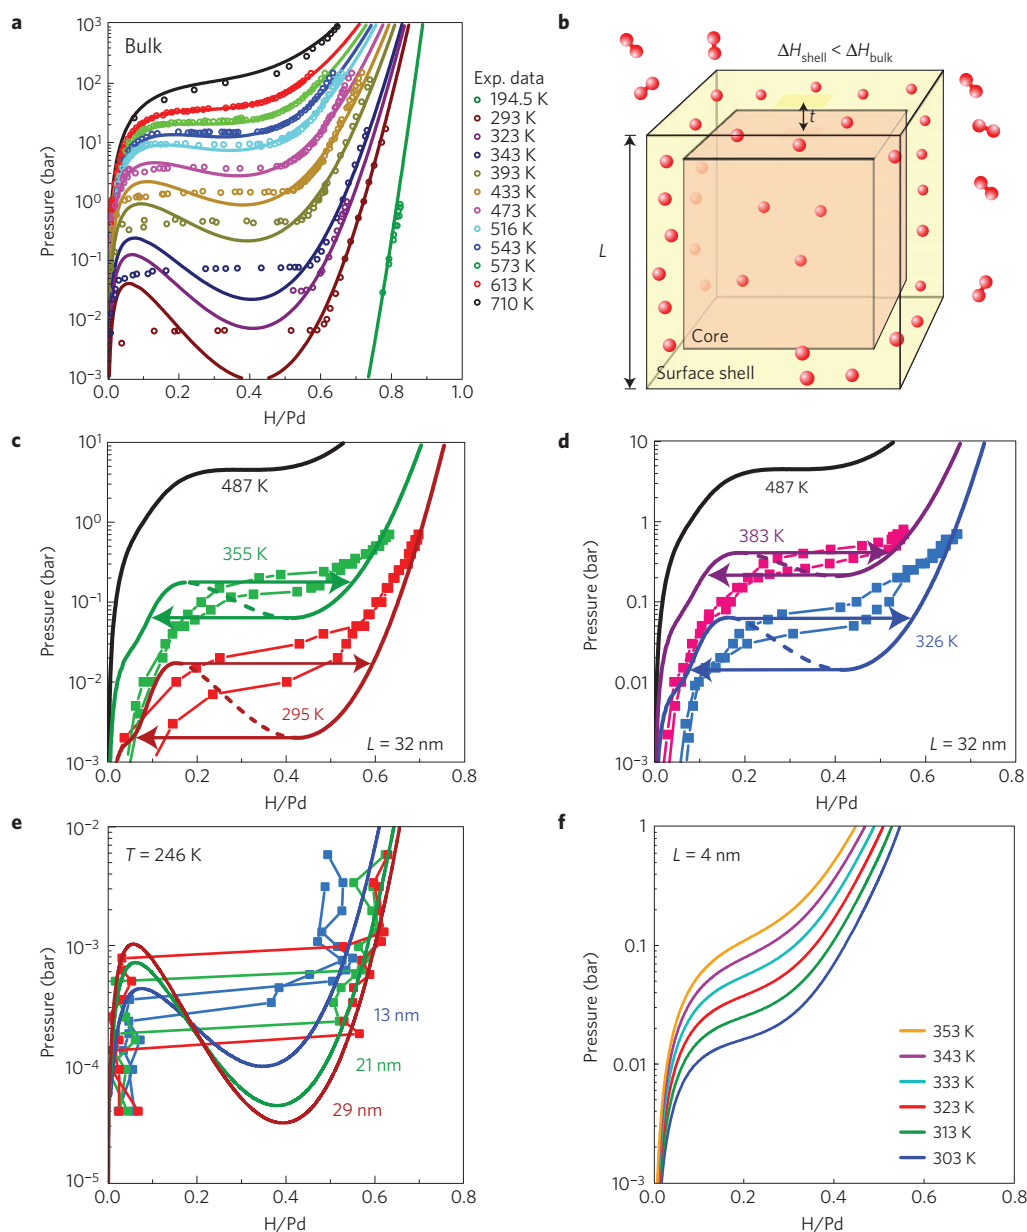 a
Bulk
10³
10²
10¹
10⁰
10⁻¹
10⁻²
10⁻³
Pressure (bar)
0.0 0.2 0.4 0.6 0.8 1.0
H/Pd
Exp. data
194.5 K
293 K
323 K
343 K
393 K
433 K
473 K
516 K
543 K
573 K
613 K
710 K
b
ΔH_shell < ΔH_bulk
t
L
Core
Surface shell
c
10¹
10⁰
10⁻¹
10⁻²
10⁻³
Pressure (bar)
487 K
355 K
295 K
L = 32 nm
0.0 0.2 0.4 0.6 0.8
H/Pd
d
10
1
0.1
0.01
10⁻³
Pressure (bar)
487 K
383 K
326 K
L = 32 nm
0.0 0.2 0.4 0.6 0.8
H/Pd
e
T = 246 K
10⁻²
10⁻³
10⁻⁴
10⁻⁵
Pressure (bar)
13 nm
21 nm
29 nm
0.0 0.2 0.4 0.6 0.8
H/Pd
f
L = 4 nm
1
0.1
0.01
10⁻³
Pressure (bar)
353 K
343 K
333 K
323 K
313 K
303 K
0.0 0.2 0.4 0.6 0.8
H/Pd